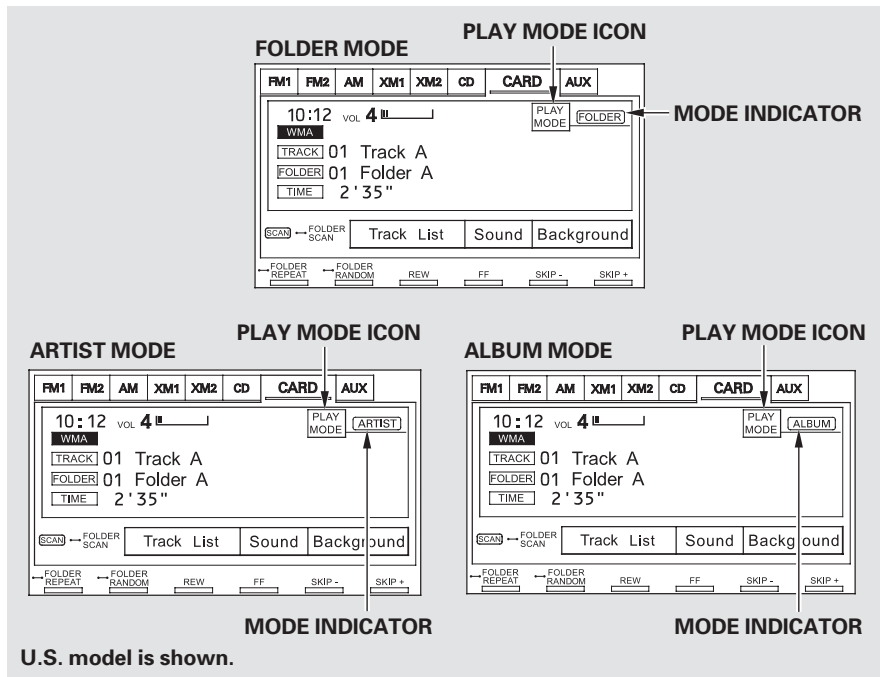 PLAY MODE ICON
FOLDER MODE
FM1 FM2 AM XM1 XM2 CD CARD AUX
10:12 VOL 4 PLAY MODE FOLDER
MODE INDICATOR
WMA
TRACK 01 Track A
FOLDER 01 Folder A
TIME 2'35"
SCAN FOLDER SCAN Track List Sound Background
FOLDER REPEAT FOLDER RANDOM REW FF SKIP - SKIP +
PLAY MODE ICON
ARTIST MODE
FM1 FM2 AM XM1 XM2 CD CARD AUX
10:12 VOL 4 PLAY MODE ARTIST
WMA
TRACK 01 Track A
FOLDER 01 Folder A
TIME 2'35"
SCAN FOLDER SCAN Track List Sound Background
FOLDER REPEAT FOLDER RANDOM REW FF SKIP - SKIP +
MODE INDICATOR
PLAY MODE ICON
ALBUM MODE
FM1 FM2 AM XM1 XM2 CD CARD AUX
10:12 VOL 4 PLAY MODE ALBUM
WMA
TRACK 01 Track A
FOLDER 01 Folder A
TIME 2'35"
SCAN FOLDER SCAN Track List Sound Background
FOLDER REPEAT FOLDER RANDOM REW FF SKIP - SKIP +
MODE INDICATOR
U.S. model is shown.